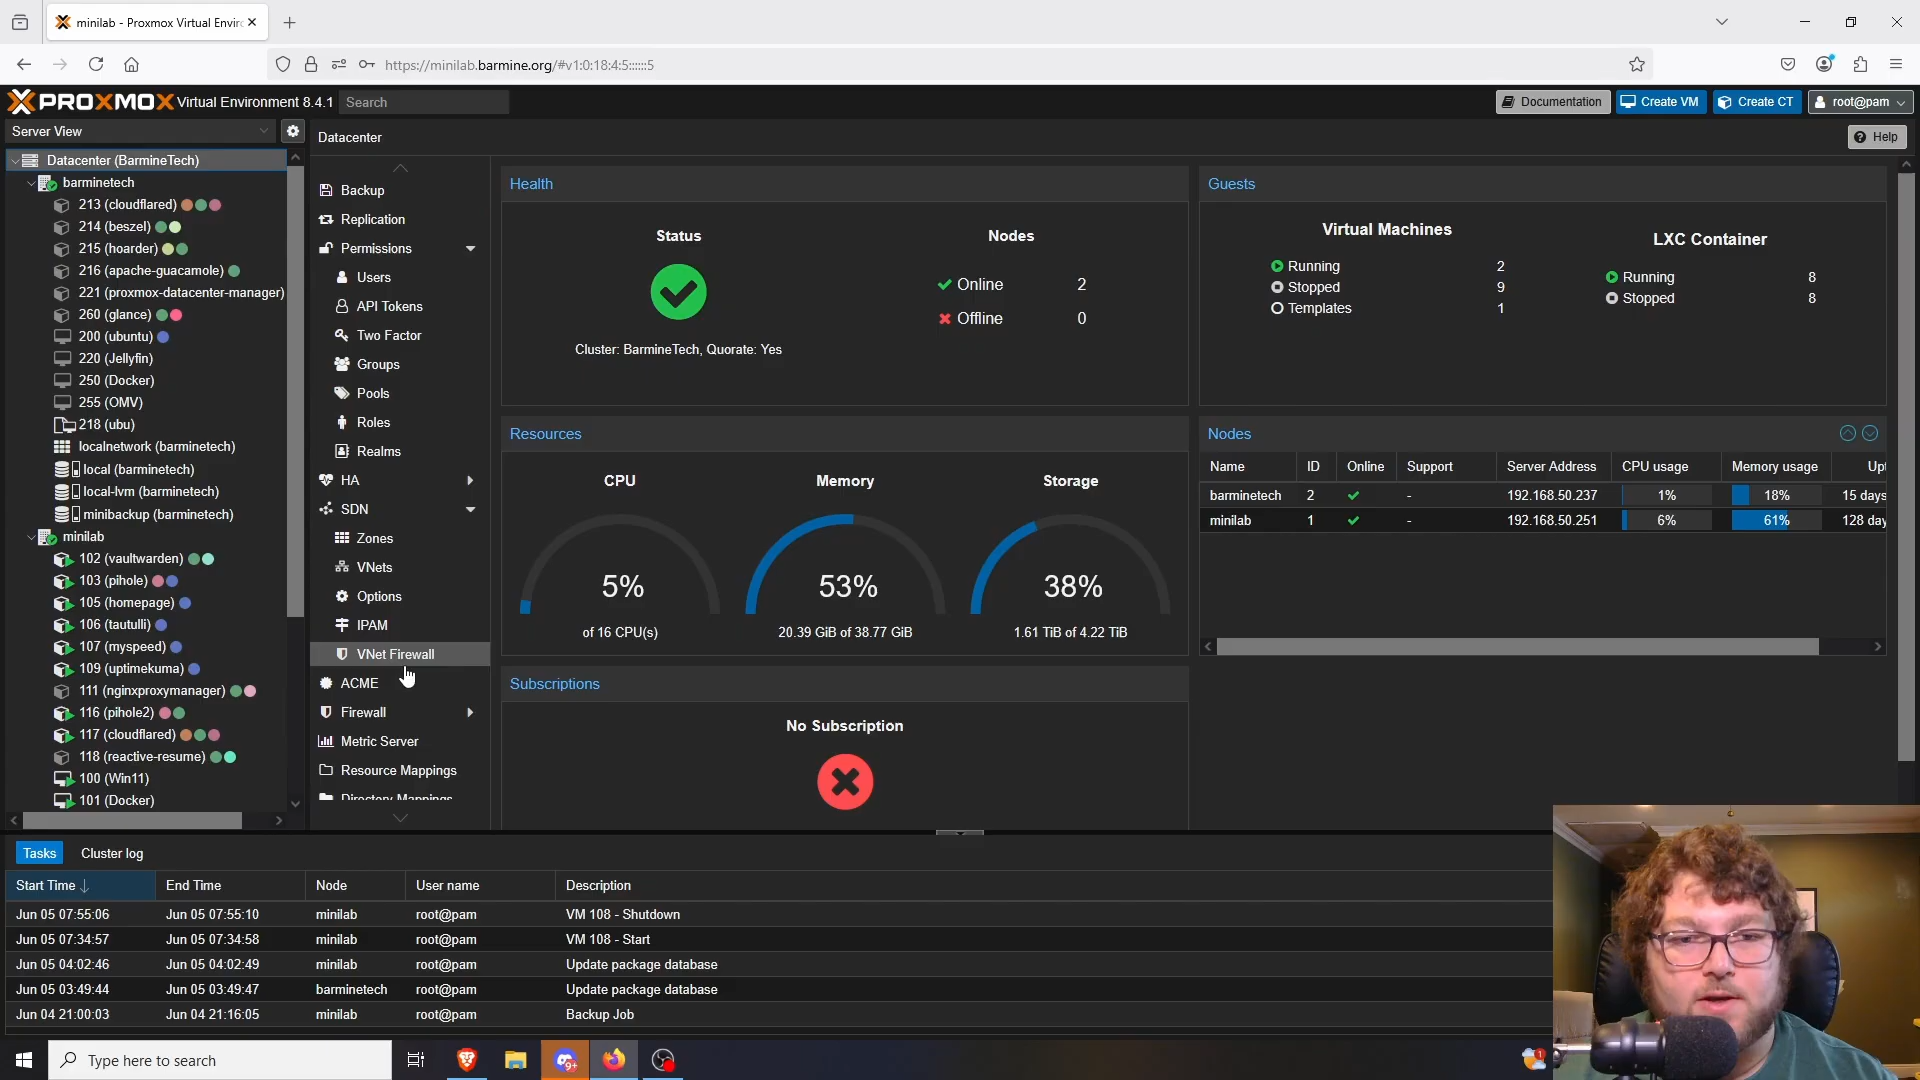 minilab - Proxmox Virtual Envir
https://minilab.barmine.org/#v1:0:18:4:5::::::5
PROXMOX Virtual Environment 8.4.1
Search
Documentation
Create VM
Create CT
root@pam
Server View
Datacenter
Help
Datacenter (BarmineTech)
barminetech
213 (cloudflared)
214 (beszel)
215 (hoarder)
216 (apache-guacamole)
221 (proxmox-datacenter-manager)
260 (glance)
200 (ubuntu)
220 (Jellyfin)
250 (Docker)
255 (OMV)
218 (ubu)
localnetwork (barminetech)
local (barminetech)
local-lvm (barminetech)
minibackup (barminetech)
minilab
102 (vaultwarden)
103 (pihole)
105 (homepage)
106 (tautulli)
107 (myspeed)
109 (uptimekuma)
111 (nginxproxymanager)
116 (pihole2)
117 (cloudflared)
118 (reactive-resume)
100 (Win11)
101 (Docker)
Backup
Replication
Permissions
Users
API Tokens
Two Factor
Groups
Pools
Roles
Realms
HA
SDN
Zones
VNets
Options
IPAM
VNet Firewall
ACME
Firewall
Metric Server
Resource Mappings
Directory Mappings
Health
Status
Nodes
Online 2
Offline 0
Cluster: BarmineTech, Quorate: Yes
Guests
Virtual Machines
Running 2
Stopped 9
Templates 1
LXC Container
Running 8
Stopped 8
Resources
CPU
5%
of 16 CPU(s)
Memory
53%
20.39 GiB of 38.77 GiB
Storage
38%
1.61 TiB of 4.22 TiB
Nodes
Name ID Online Support Server Address CPU usage Memory usage Upt
barminetech 2 - 192.168.50.237 1% 18% 15 days
minilab 1 - 192.168.50.251 6% 61% 128 day
Subscriptions
No Subscription
Tasks
Cluster log
Start Time End Time Node User name Description
Jun 05 07:55:06 Jun 05 07:55:10 minilab root@pam VM 108 - Shutdown
Jun 05 07:34:57 Jun 05 07:34:58 minilab root@pam VM 108 - Start
Jun 05 04:02:46 Jun 05 04:02:49 minilab root@pam Update package database
Jun 05 03:49:44 Jun 05 03:49:47 barminetech root@pam Update package database
Jun 04 21:00:03 Jun 04 21:16:05 minilab root@pam Backup Job
Type here to search
9+
1